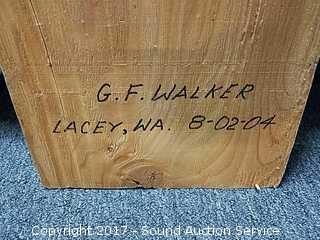 G.F. WALKER
LACEY, WA. 8-02-04
Copyright 2017 - Sound Auction Service